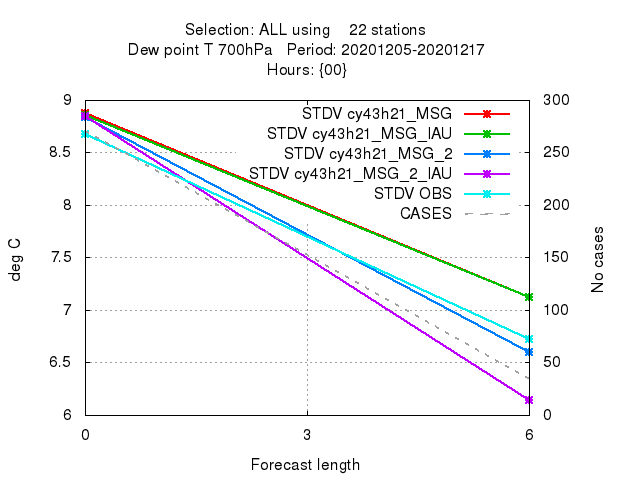 Selection: ALL using    22 stations
Dew point T 700hPa   Period: 20201205-20201217
Hours: {00}
STDV cy43h21_MSG
STDV cy43h21_MSG_IAU
STDV cy43h21_MSG_2
STDV cy43h21_MSG_2_IAU
STDV OBS
CASES
9
8.5
8
7.5
7
6.5
6
300
250
200
150
100
50
0
deg C
No cases
0
3
6
Forecast length